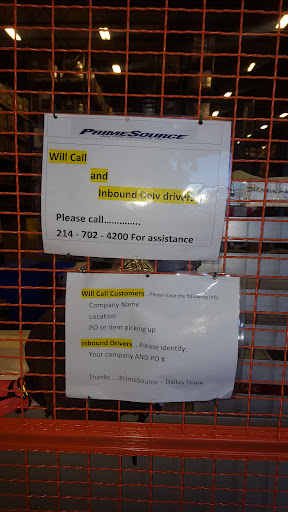 PRIMESOURCE
Will Call
and
Inbound Delv drivers
Please call.............
214 - 702 - 4200 For assistance
Will Call Customers...Please have the following info
Company Name
Location
PO or item picking up
Inbound Drivers...Please identify:
Your company AND PO #
Thanks....PrimeSource – Dallas Team